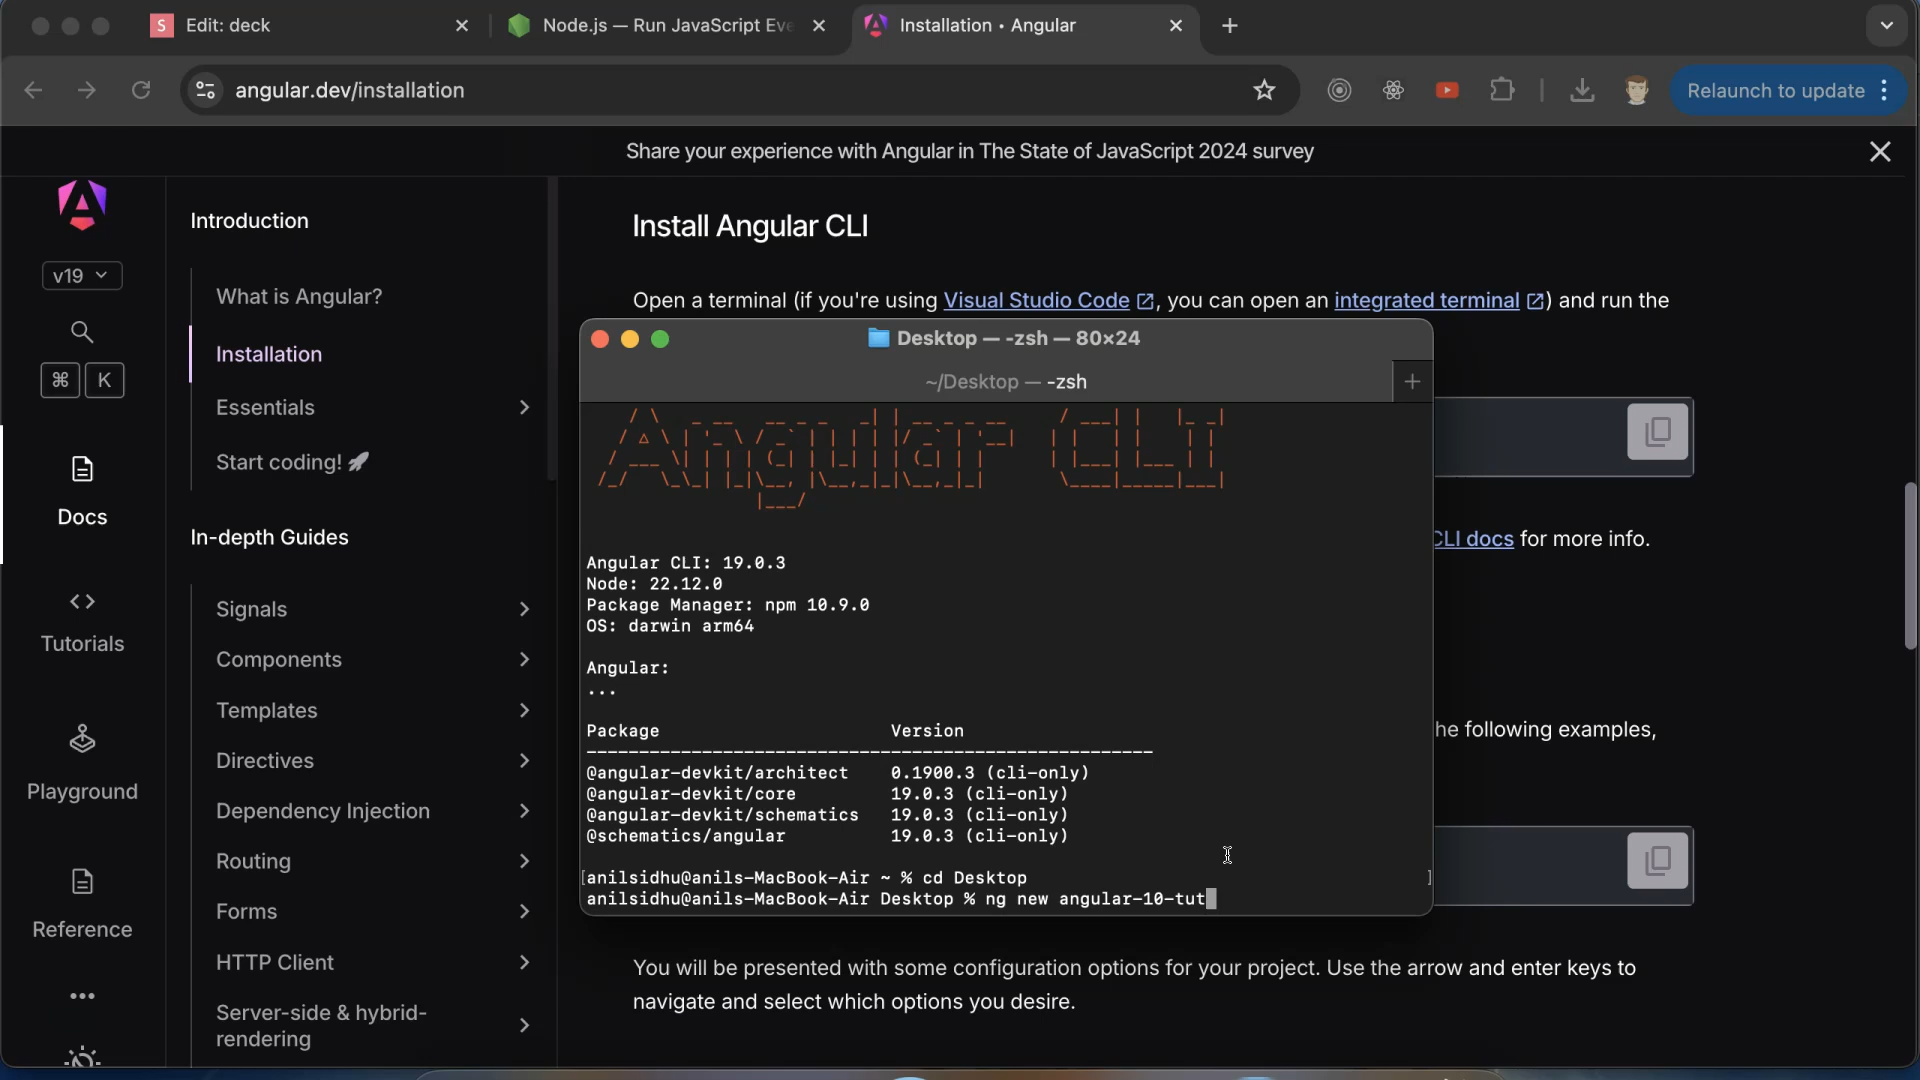 Edit: deck
Node.js — Run JavaScript Eve
Installation • Angular
angular.dev/installation
Relaunch to update
Share your experience with Angular in The State of JavaScript 2024 survey
v19
⌘ K
Docs
Tutorials
Playground
Reference
Introduction
What is Angular?
Installation
Essentials
Start coding! 🚀
In-depth Guides
Signals
Components
Templates
Directives
Dependency Injection
Routing
Forms
HTTP Client
Server-side & hybrid-
rendering
Install Angular CLI
Open a terminal (if you're using Visual Studio Code, you can open an integrated terminal) and run the
CLI docs for more info.
he following examples,
Desktop — -zsh — 80×24
~/Desktop — -zsh
Angular CLI
Angular CLI: 19.0.3
Node: 22.12.0
Package Manager: npm 10.9.0
OS: darwin arm64
Angular:
...
Package Version
------------------------------------------------------
@angular-devkit/architect 0.1900.3 (cli-only)
@angular-devkit/core 19.0.3 (cli-only)
@angular-devkit/schematics 19.0.3 (cli-only)
@schematics/angular 19.0.3 (cli-only)
[anilsidhu@anils-MacBook-Air ~ % cd Desktop ]
anilsidhu@anils-MacBook-Air Desktop % ng new angular-10-tut
You will be presented with some configuration options for your project. Use the arrow and enter keys to
navigate and select which options you desire.